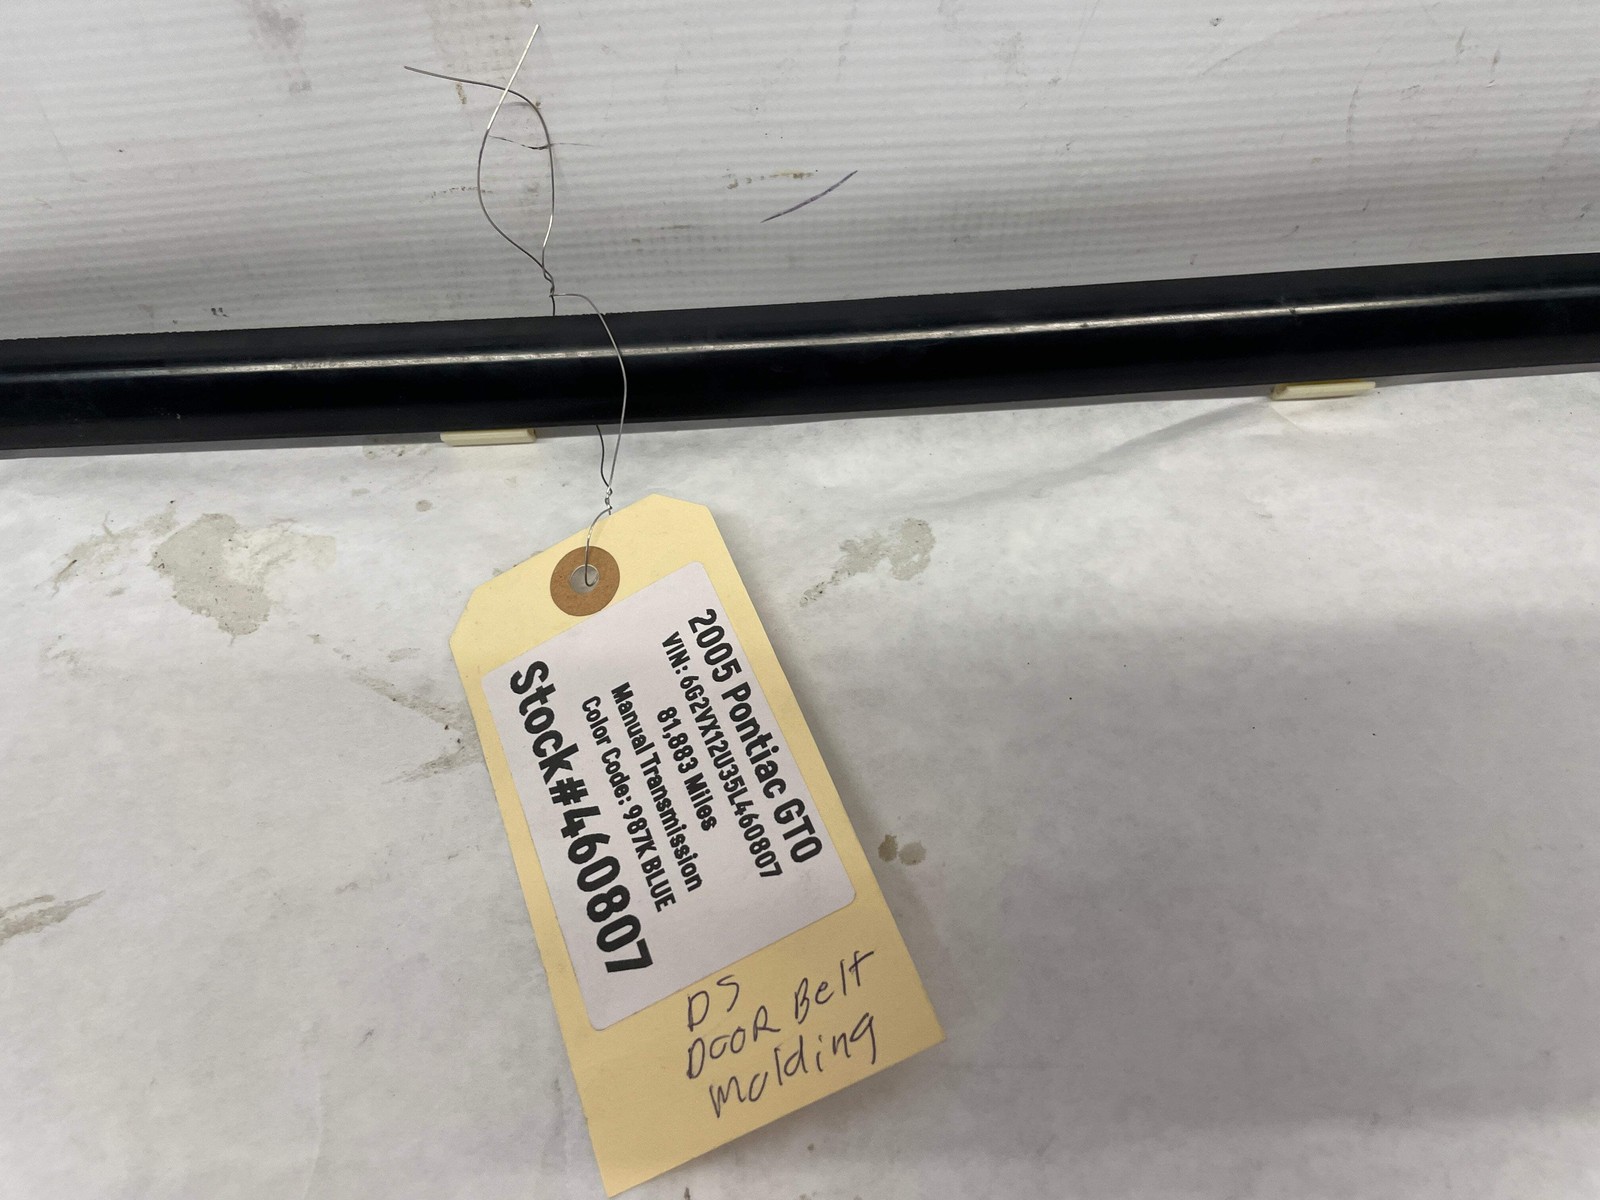 2005 Pontiac GTO
VIN: 6G2VX12U35L460807
81,883 Miles
Manual Transmission
Color Code: 987K BLUE
Stock#460807
DS
DOOR Belt
Molding